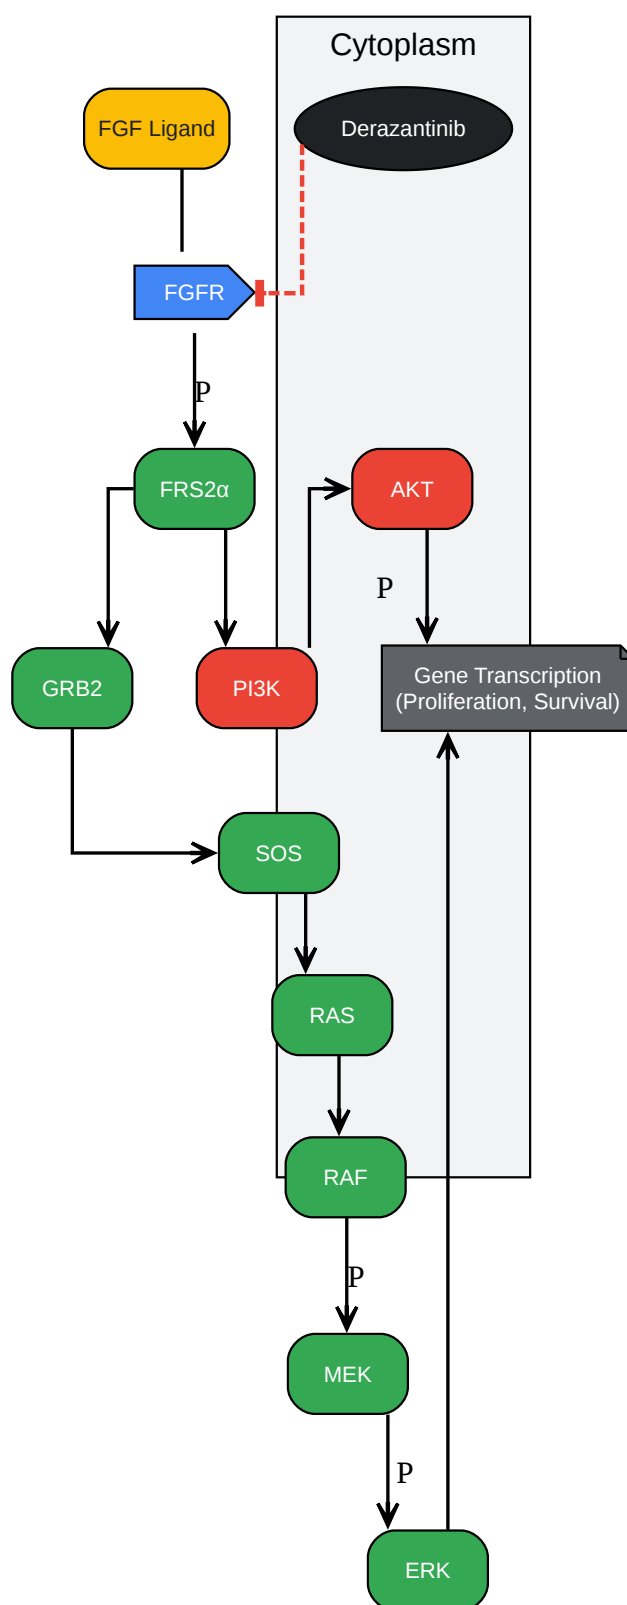 Cytoplasm
FGF Ligand
Derazantinib
FGFR
P
FRS2α
AKT
P
GRB2
PI3K
Gene Transcription
(Proliferation, Survival)
SOS
RAS
RAF
P
MEK
P
ERK